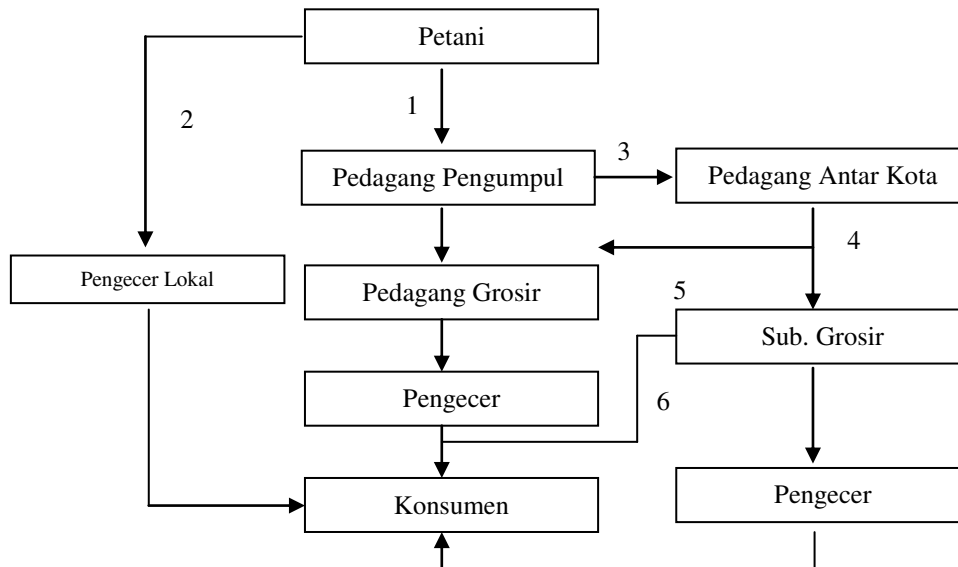 Petani
1
2
3
Pedagang Pengumpul
Pedagang Antar Kota
4
Pengecer Lokal
Pedagang Grosir
5
Sub. Grosir
Pengecer
6
Pengecer
Konsumen